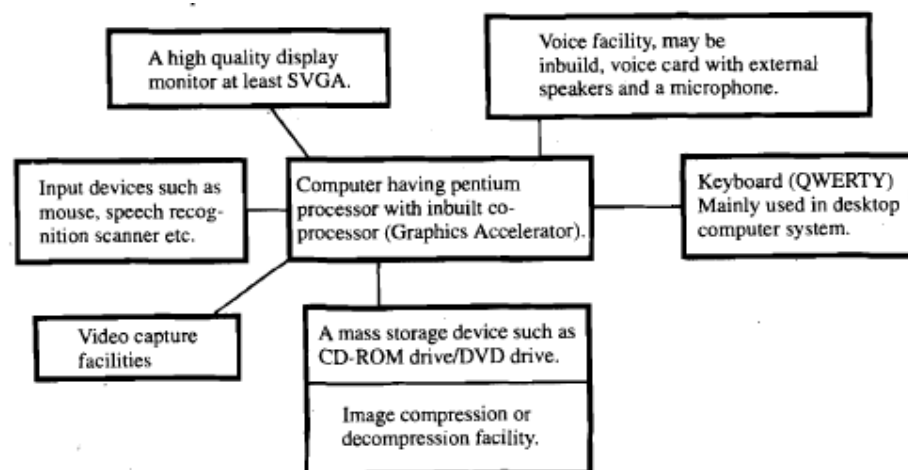 A high quality display
monitor at least SVGA.
Voice facility, may be
inbuild, voice card with external
speakers and a microphone.
Input devices such as
mouse, speech recog-
nition scanner etc.
Computer having pentium
processor with inbuilt co-
processor (Graphics Accelerator).
Keyboard (QWERTY)
Mainly used in desktop
computer system.
Video capture
facilities
A mass storage device such as
CD-ROM drive/DVD drive.
Image compression or
decompression facility.